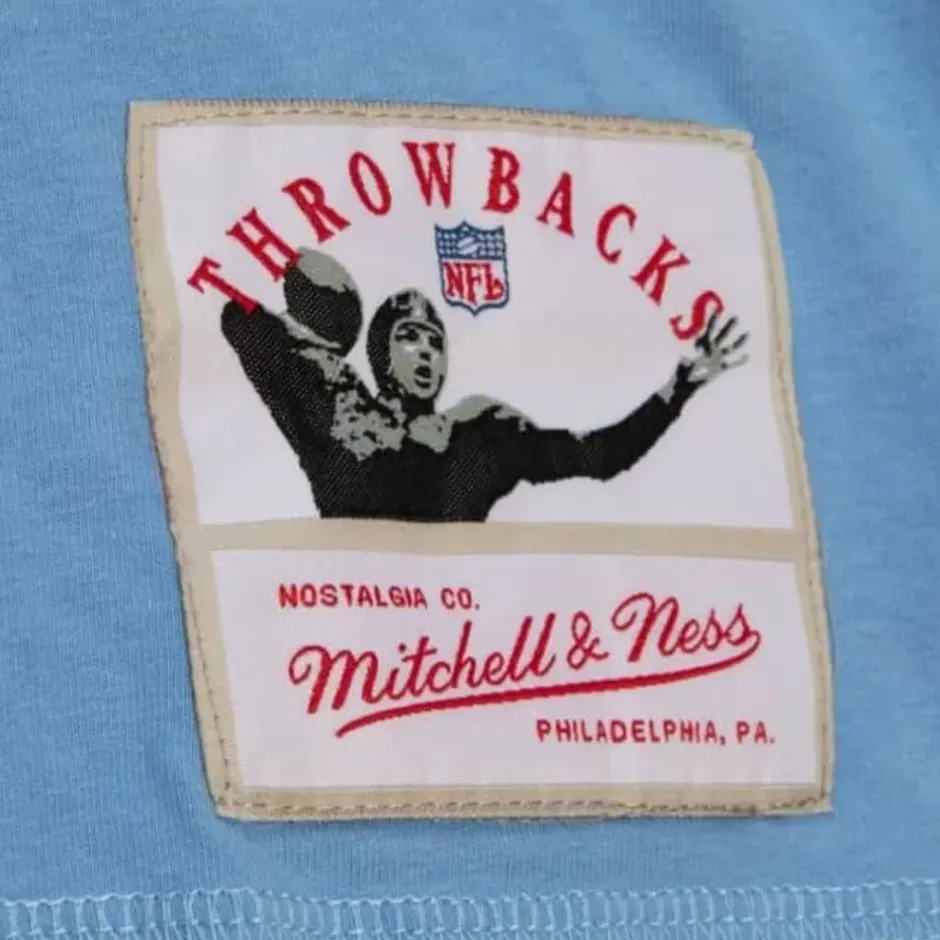 THROWBACKS
NFL
NOSTALGIA CO.
Mitchell & Ness
PHILADELPHIA, PA.